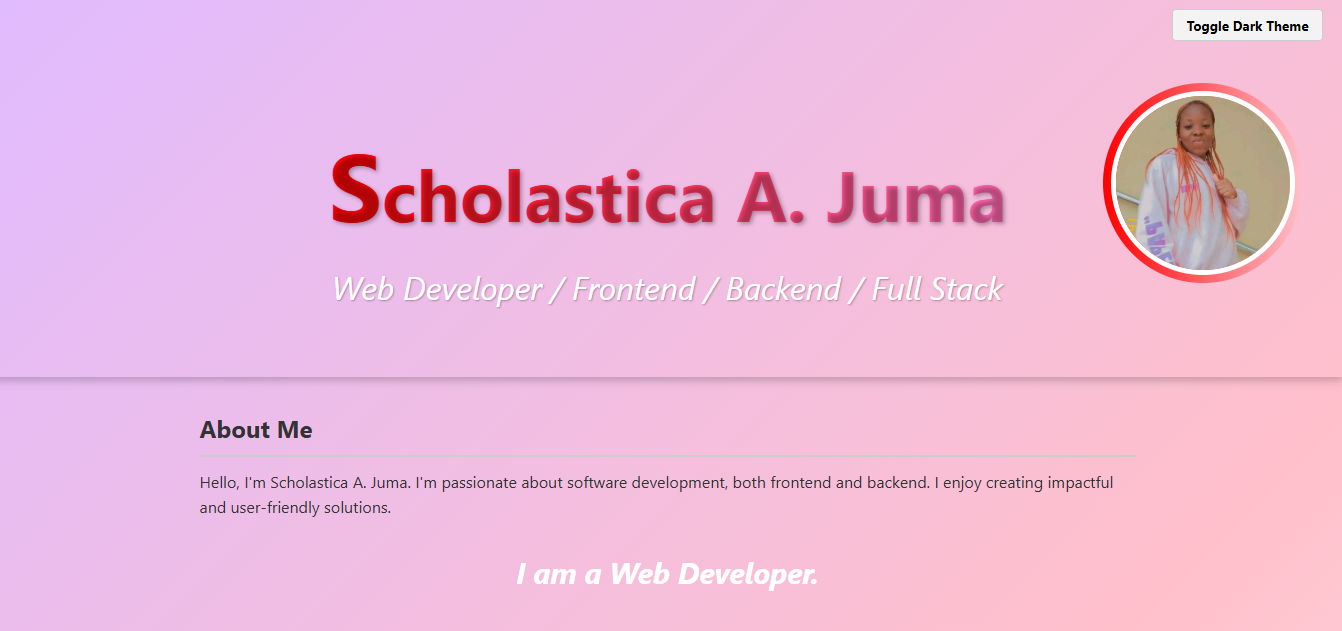 Toggle Dark Theme
Scholastica A. Juma
Web Developer / Frontend / Backend / Full Stack
About Me
Hello, I'm Scholastica A. Juma. I'm passionate about software development, both frontend and backend. I enjoy creating impactful
and user-friendly solutions.
I am a Web Developer.